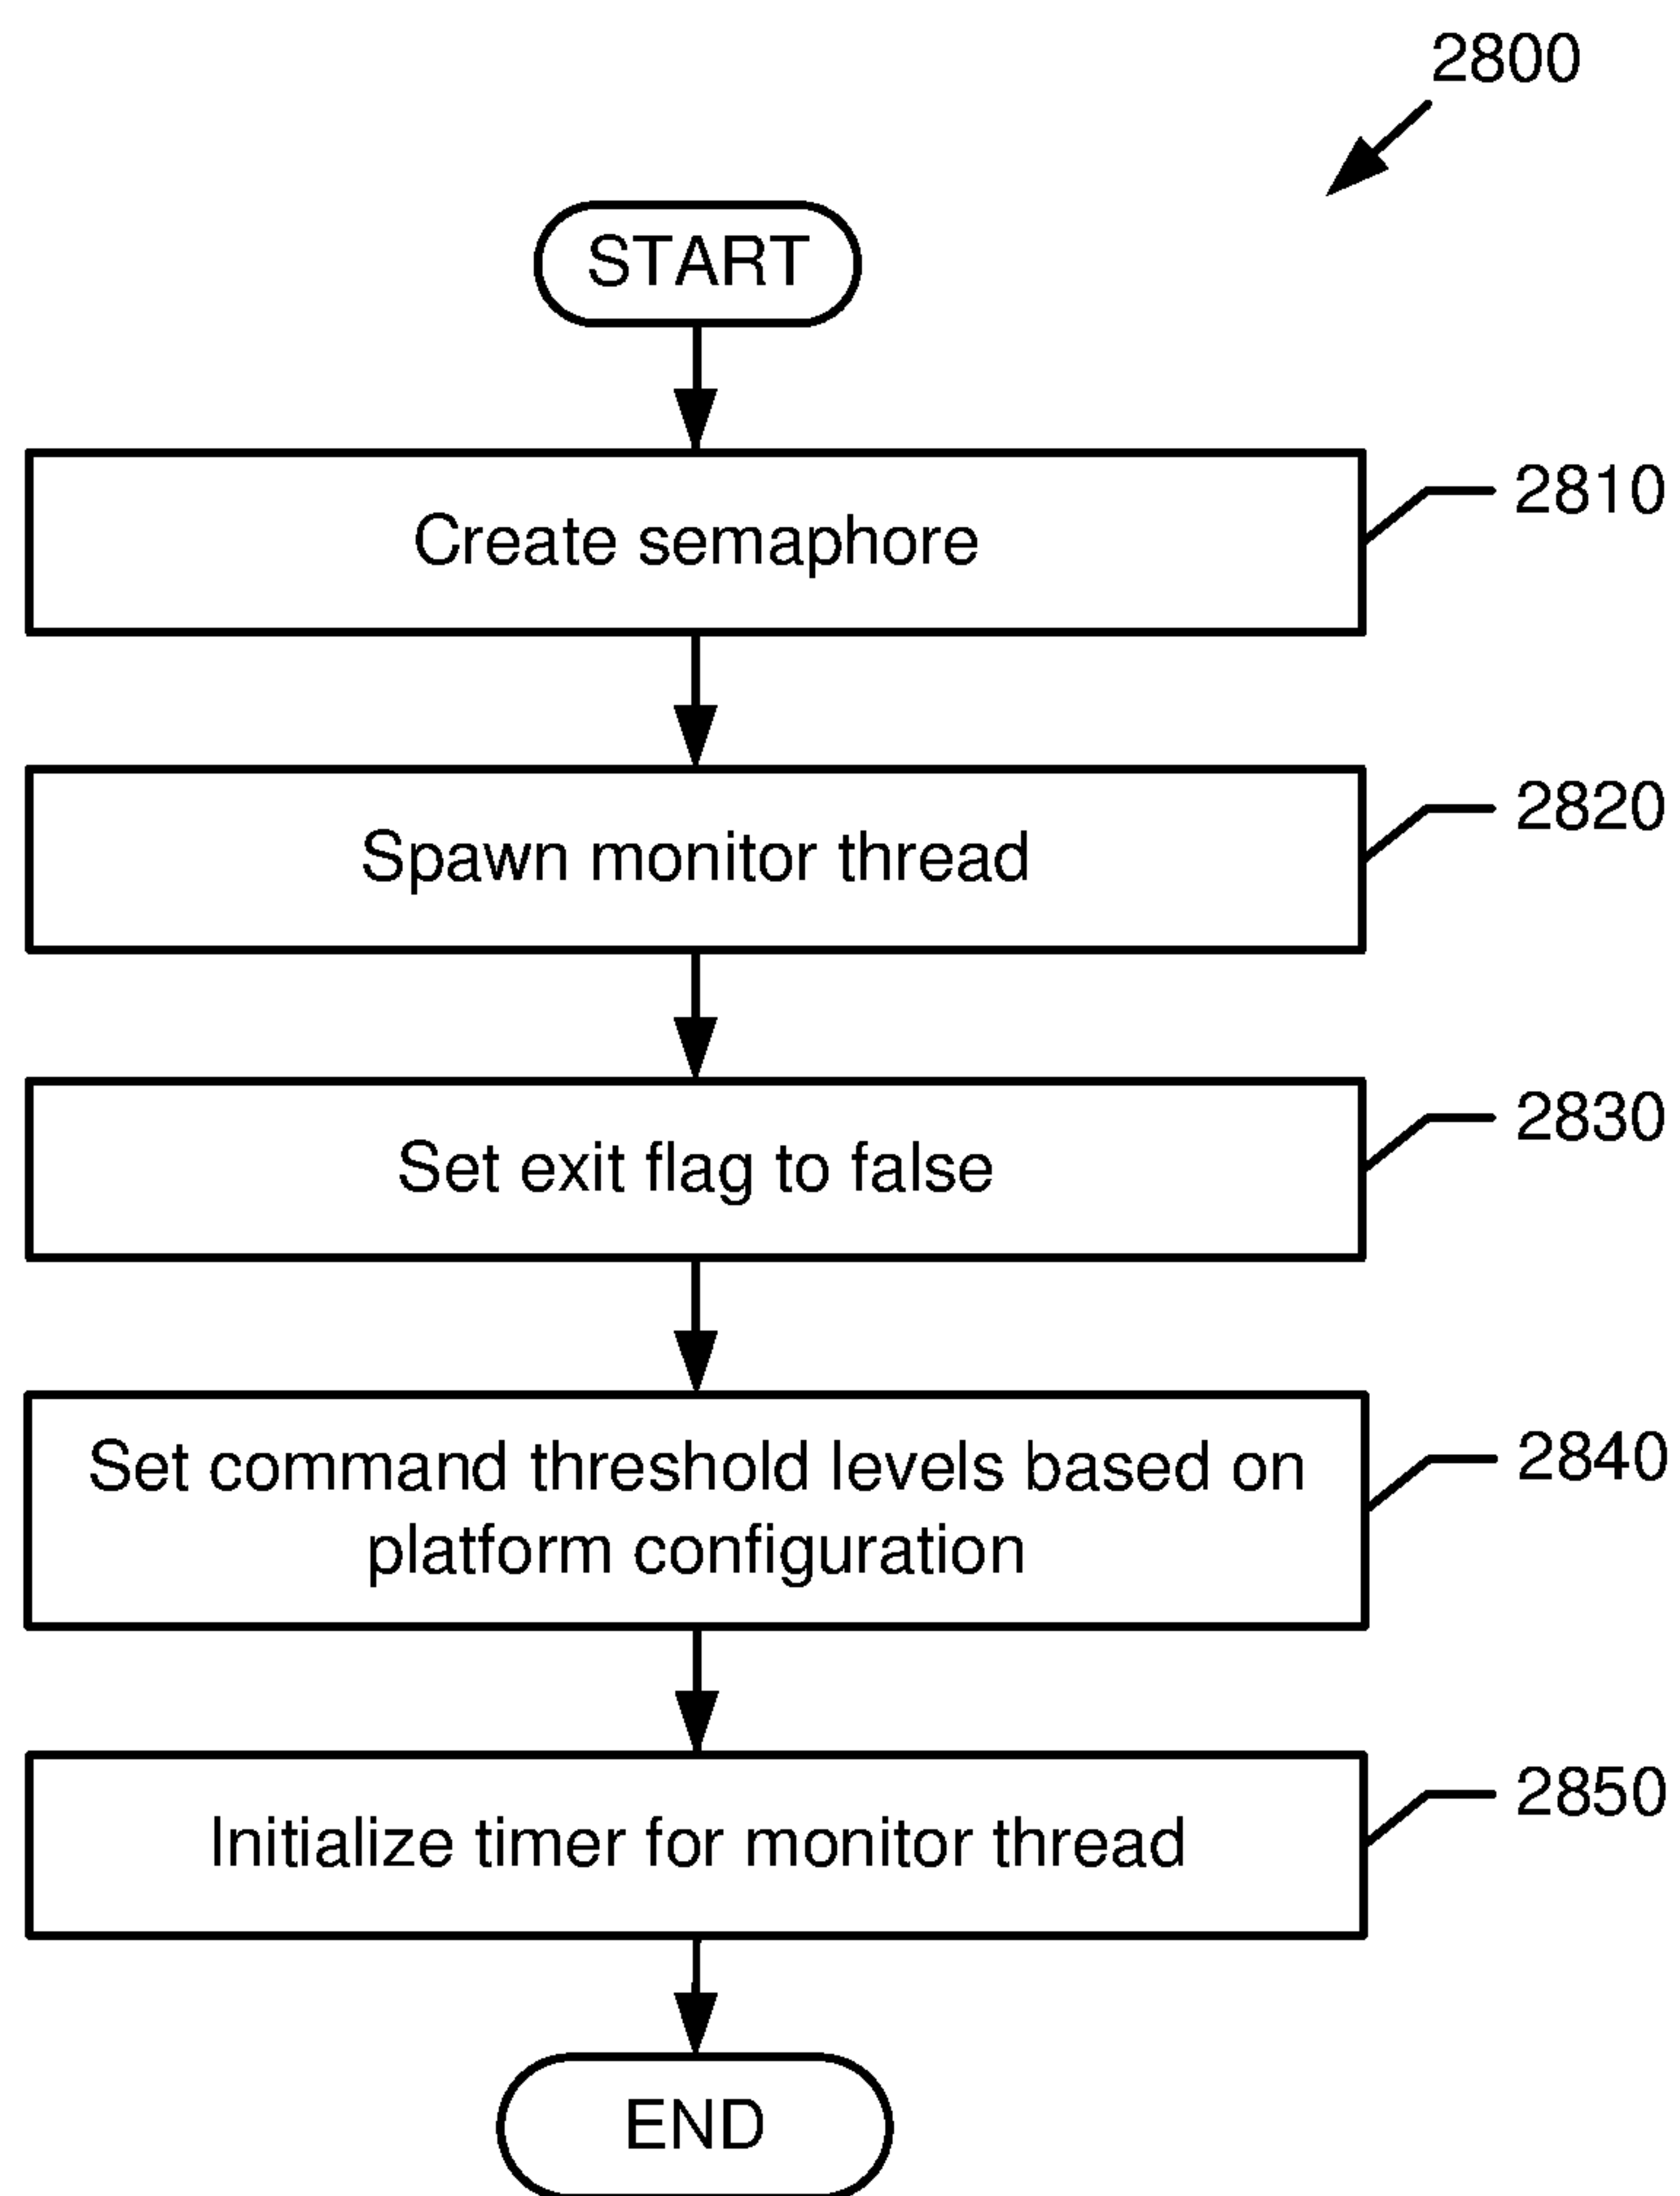 2800
START
Create semaphore
2810
Spawn monitor thread
2820
Set exit flag to false
2830
Set command threshold levels based on
platform configuration
2840
Initialize timer for monitor thread
2850
END